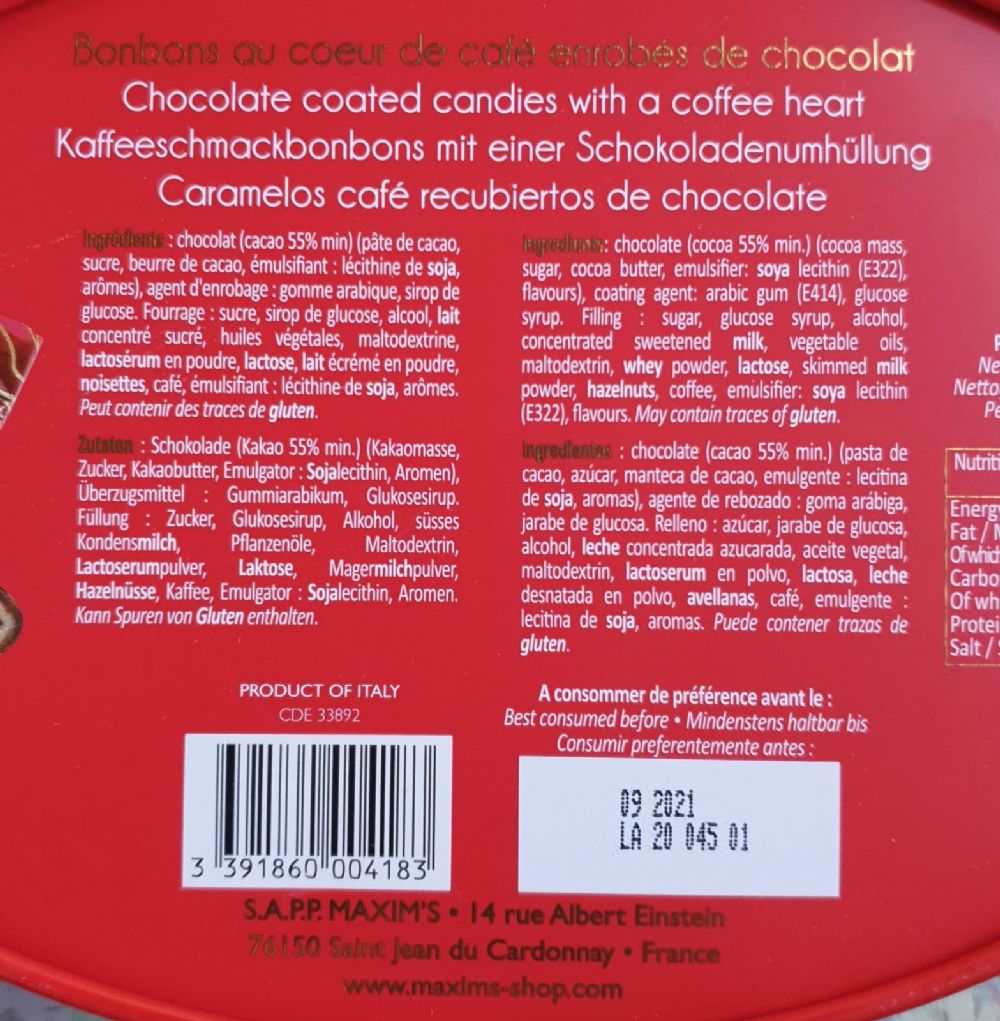 Bonbons au coeur de café enrobés de chocolat
Chocolate coated candies with a coffee heart
Kaffeeschmackbonbons mit einer Schokoladenumhüllung
Caramelos café recubiertos de chocolate
Ingrédients : chocolat (cacao 55% min) (pâte de cacao,
sucre, beurre de cacao, émulsifiant : lécithine de soja,
arômes), agent d'enrobage : gomme arabique, sirop de
glucose. Fourrage : sucre, sirop de glucose, alcool, lait
concentré sucré, huiles végétales, maltodextrine,
lactosérum en poudre, lactose, lait écrémé en poudre,
noisettes, café, émulsifiant : lécithine de soja, arômes.
Peut contenir des traces de gluten.
Ingredients: chocolate (cocoa 55% min.) (cocoa mass,
sugar, cocoa butter, emulsifier: soya lecithin (E322),
flavours), coating agent: arabic gum (E414), glucose
syrup. Filling : sugar, glucose syrup, alcohol,
concentrated sweetened milk, vegetable oils,
maltodextrin, whey powder, lactose, skimmed milk
powder, hazelnuts, coffee, emulsifier: soya lecithin
(E322), flavours. May contain traces of gluten.
Zutaten : Schokolade (Kakao 55% min.) (Kakaomasse,
Zucker, Kakaobutter, Emulgator : Sojalecithin, Aromen),
Überzugsmittel : Gummiarabikum, Glukosesirup.
Füllung : Zucker, Glukosesirup, Alkohol, süsses
Kondensmilch, Pflanzenöle, Maltodextrin,
Lactoserumpulver, Laktose, Magermilchpulver,
Hazelnüsse, Kaffee, Emulgator : Sojalecithin, Aromen.
Kann Spuren von Gluten enthalten.
Ingredientes : chocolate (cacao 55% min.) (pasta de
cacao, azúcar, manteca de cacao, emulgente : lecitina
de soja, aromas), agente de rebozado : goma arábiga,
jarabe de glucosa. Relleno : azúcar, jarabe de glucosa,
alcohol, leche concentrada azucarada, aceite vegetal,
maltodextrin, lactoserum en polvo, lactosa, leche
desnatada en polvo, avellanas, café, emulgente :
lecitina de soja, aromas. Puede contener trazas de
gluten.
Netto
Energy
Fat /
Of which
Of wh
Salt /
PRODUCT OF ITALY
CDE 33892
3 391860 004183
A consommer de préférence avant le :
Best consumed before • Mindenstens haltbar bis
Consumir preferentemente antes :
09 2021
LA 20 045 01
S.A.P.P. MAXIM'S • 14 rue Albert Einstein
76150 Saint Jean du Cardonnay • France
www.maxims-shop.com